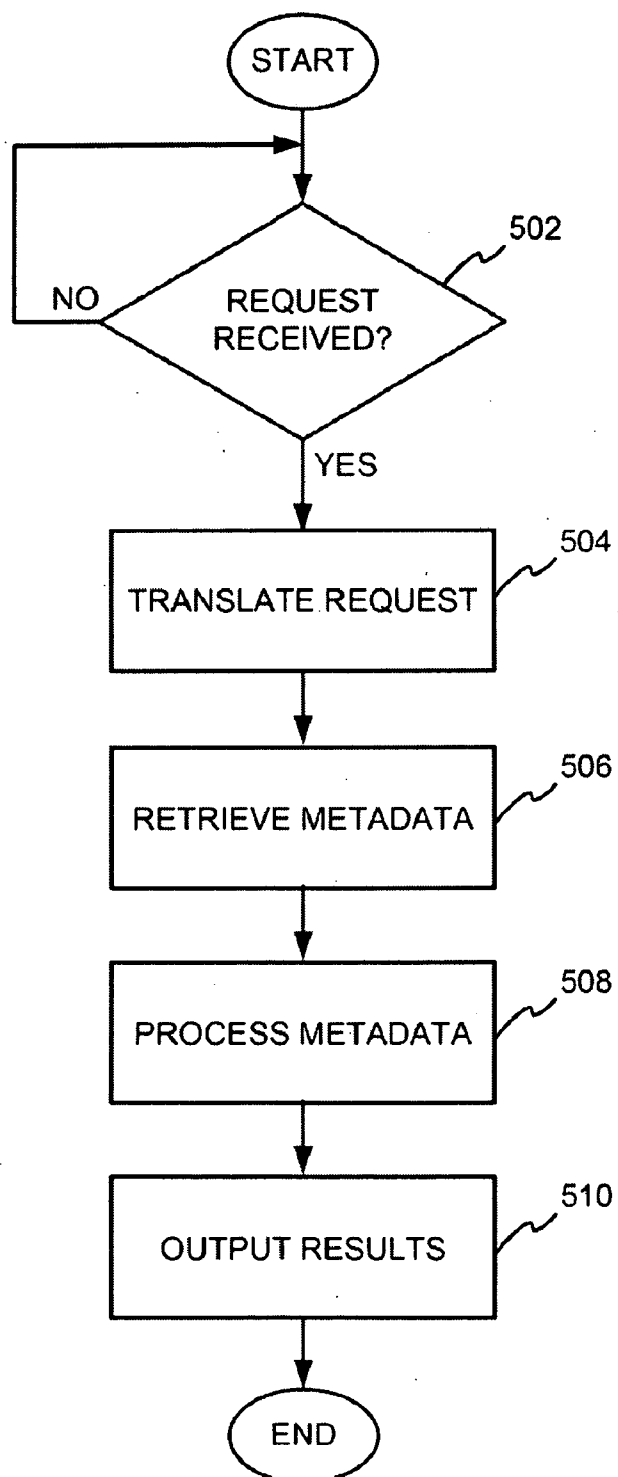 START
502
NO
REQUEST
RECEIVED?
YES
504
TRANSLATE REQUEST
506
RETRIEVE METADATA
508
PROCESS METADATA
510
OUTPUT RESULTS
END